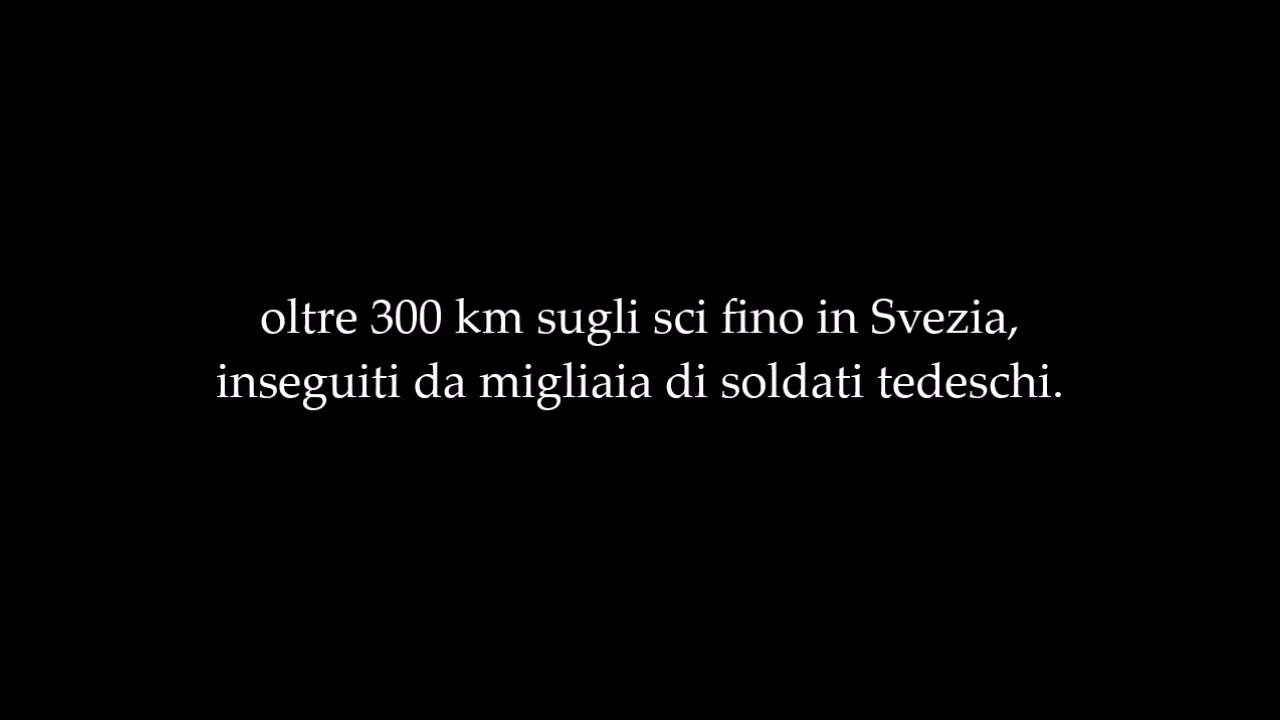 oltre 300 km sugli sci fino in Svezia,
inseguiti da migliaia di soldati tedeschi.